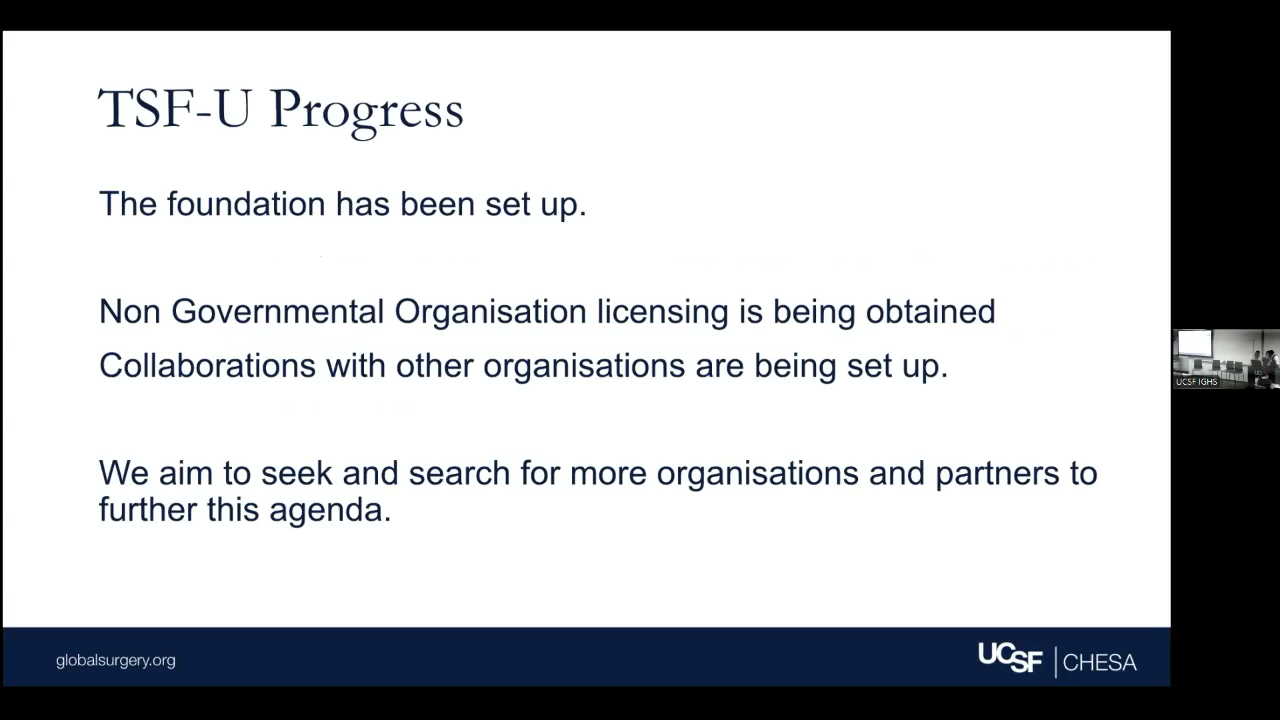 TSF-U Progress
The foundation has been set up.
Non Governmental Organisation licensing is being obtained
Collaborations with other organisations are being set up.
We aim to seek and search for more organisations and partners to
further this agenda.
globalsurgery.org
UCSF | CHESA
UCSF IGHS